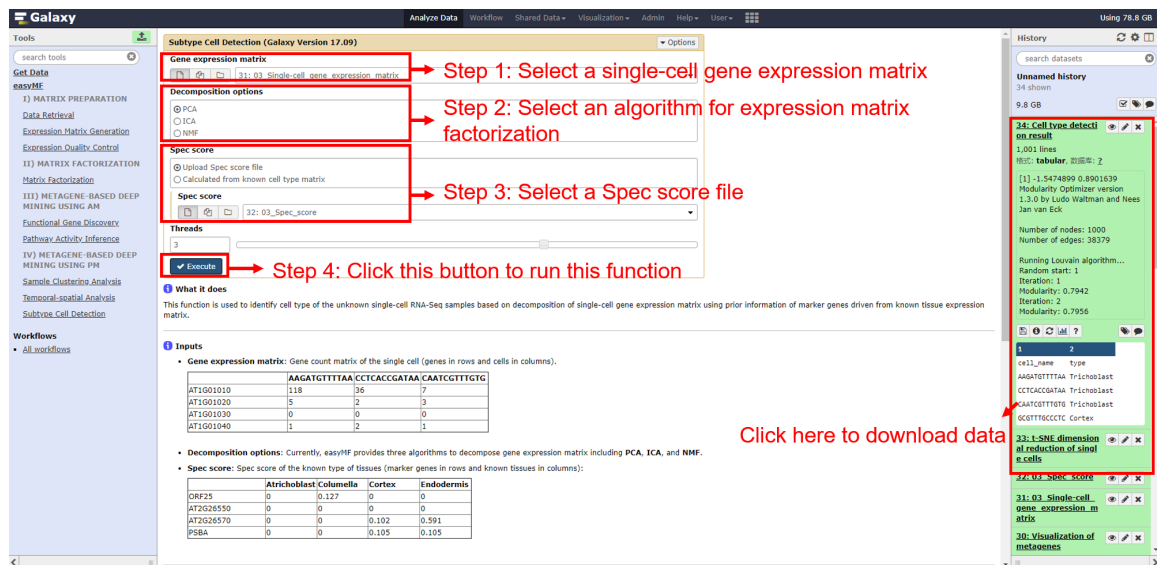 Galaxy
Analyze Data Workflow Shared Data Visualization Admin Help User
Using 78.8 GB
Tools
search tools
Get Data
easyMF
I) MATRIX PREPARATION
Data Retrieval
Expression Matrix Generation
Expression Quality Control
II) MATRIX FACTORIZATION
Matrix Factorization
III) METAGENE-BASED DEEP
MINING USING AM
Functional Gene Discovery
Pathway Activity Inference
IV) METAGENE-BASED DEEP
MINING USING PM
Sample Clustering Analysis
Temporal-spatial Analysis
Subtype Cell Detection
Workflows
All workflows
Subtype Cell Detection (Galaxy Version 17.09)
Options
Gene expression matrix
31: 03_Single-cell_gene_expression_matrix
Step 1: Select a single-cell gene expression matrix
Decomposition options
PCA
ICA
NMF
Step 2: Select an algorithm for expression matrix
factorization
Spec score
Upload Spec score file
Calculated from known cell type matrix
Spec score
32: 03_Spec_score
Step 3: Select a Spec score file
Threads
3
Execute
Step 4: Click this button to run this function
What it does
This function is used to identify cell type of the unknown single-cell RNA-Seq samples based on decomposition of single-cell gene expression matrix using prior information of marker genes driven from known tissue expression
matrix.
Inputs
Gene expression matrix: Gene count matrix of the single cell (genes in rows and cells in columns).
AAGATGTTTTAA CCTCACCGATAA CAATCGTTTGTG
AT1G01010 118 36 7
AT1G01020 5 2 3
AT1G01030 0 0 0
AT1G01040 1 2 1
Decomposition options: Currently, easyMF provides three algorithms to decompose gene expression matrix including PCA, ICA, and NMF.
Spec score: Spec score of the known type of tissues (marker genes in rows and known tissues in columns):
Atrichoblast Columella Cortex Endodermis
ORF25 0 0.127 0 0
AT2G26550 0 0 0 0
AT2G26570 0 0 0.102 0.591
PSBA 0 0 0.105 0.105
Click here to download data
History
search datasets
Unnamed history
34 shown
9.8 GB
34: Cell type detecti
on result
1,001 lines
格式: tabular, 数据库: ?
[1] -1.5474899 0.8901639
Modularity Optimizer version
1.3.0 by Ludo Waltman and Nees
Jan van Eck
Number of nodes: 1000
Number of edges: 38379
Running Louvain algorithm...
Random start: 1
Iteration: 1
Modularity: 0.7942
Iteration: 2
Modularity: 0.7956
1 2
cell_name type
AAGATGTTTTAA Trichoblast
CCTCACCGATAA Trichoblast
CAATCGTTTGTG Trichoblast
GCGTTTGCCCTC Cortex
33: t-SNE dimension
al reduction of singl
e cells
32: 03_Spec_score
31: 03_Single-cell_
gene_expression_m
atrix
30: Visualization of
metagenes